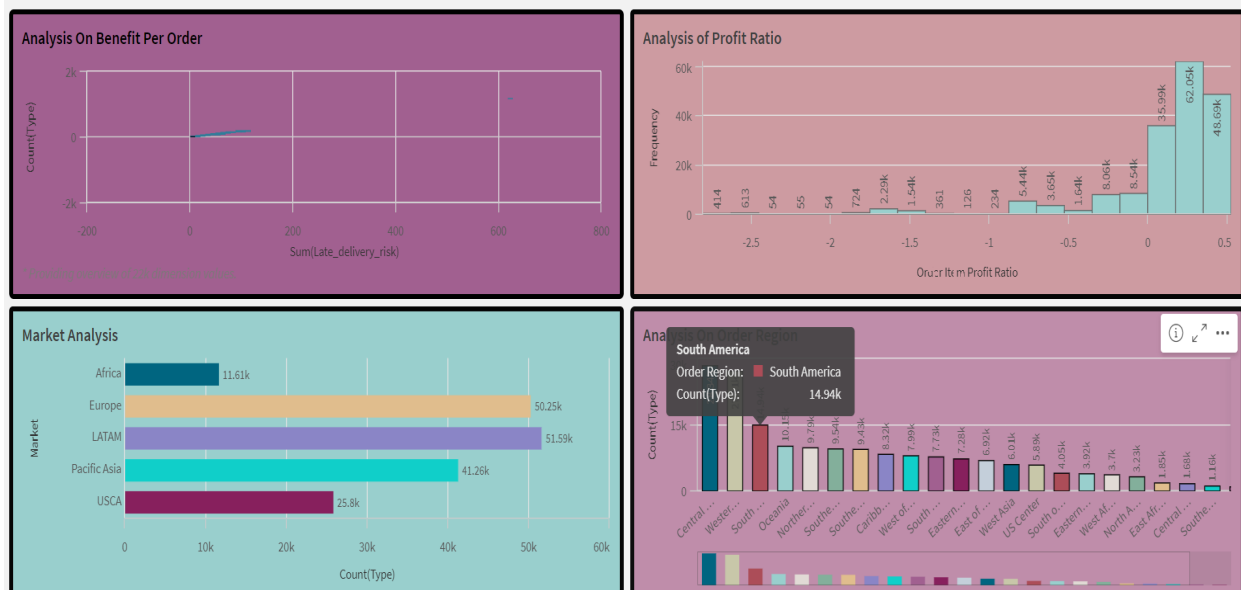 Analysis On Benefit Per Order
2k
0
-2k
Count(Type)
-200 0 200 400 600 800
Sum(Late_delivery_risk)
Analysis of Profit Ratio
60k
40k
20k
0
Frequency
414 613 54 55 54 724 2.29k 1.54k 361 126 234 5.44k 3.65k 1.64k 8.06k 8.54k 35.99k 62.05k 48.69k
-2.5 -2 -1.5 -1 -0.5 0 0.5
Order Item Profit Ratio
Market Analysis
Market
Africa 11.61k
Europe 50.25k
LATAM 51.59k
Pacific Asia 41.26k
USCA 25.8k
0 10k 20k 30k 40k 50k 60k
Count(Type)
Analysis On Order Region
South America
Order Region: South America
Count(Type): 14.94k
Count(Type)
15k
0
10.15k 9.79k 9.54k 9.43k 8.32k 7.99k 7.73k 7.28k 6.92k 6.01k 5.89k 4.05k 3.92k 3.7k 3.23k 1.85k 1.68k 1.16k
Central ... Wester... South ... Oceania Norther... Southe... Southe... Caribb... West of... South ... Eastern... East of ... West Asia US Center South o... Eastern... West Af... North A... East Afr... Central ... Southe...